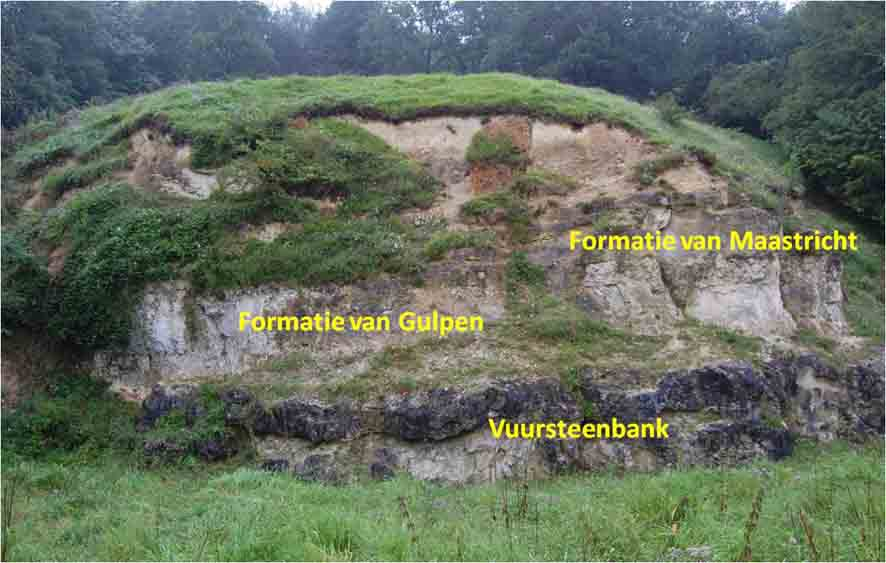 Formatie van Maastricht
Formatie van Gulpen
Vuursteenbank